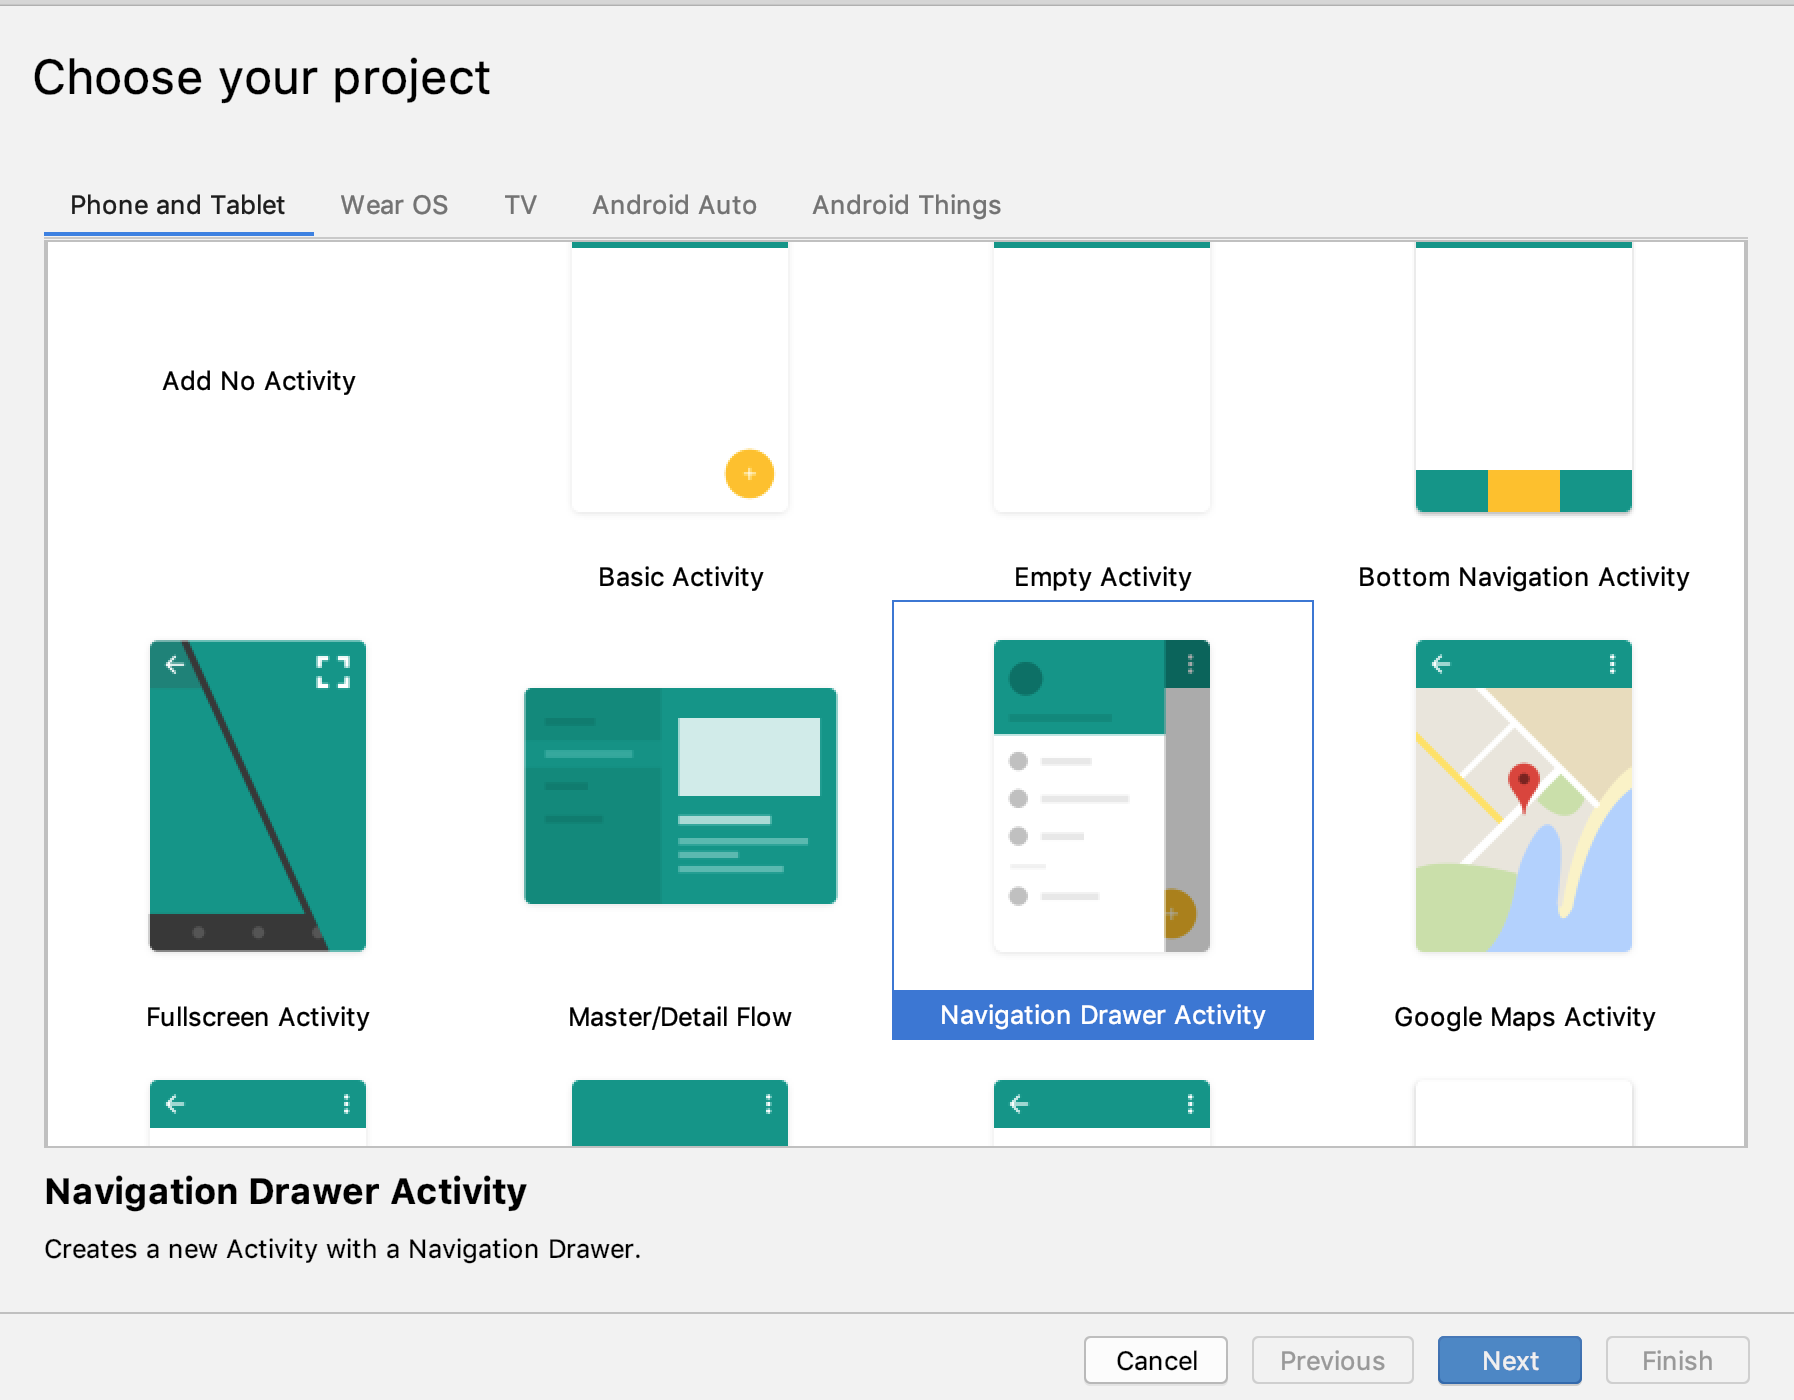 Choose your project
Phone and Tablet Wear OS TV Android Auto Android Things
Add No Activity
Basic Activity Empty Activity Bottom Navigation Activity
Fullscreen Activity Master/Detail Flow Navigation Drawer Activity Google Maps Activity
Navigation Drawer Activity
Creates a new Activity with a Navigation Drawer.
Cancel Previous Next Finish